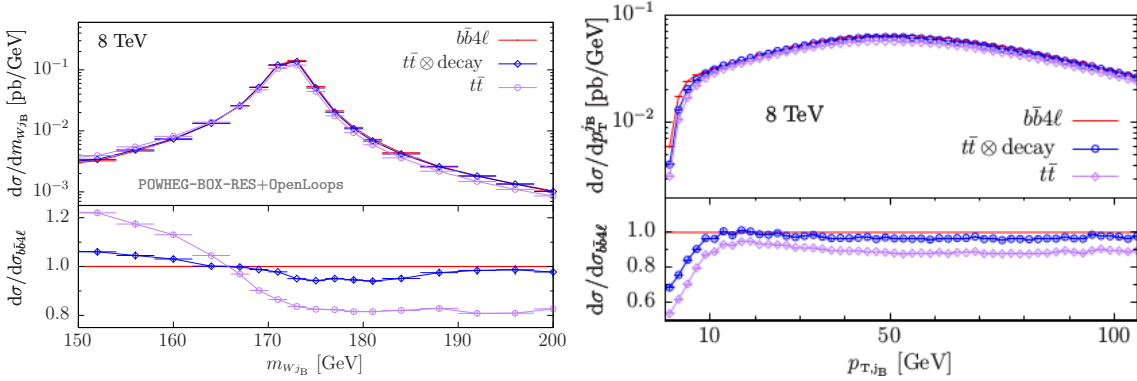 8 TeV
bb̄4ℓ
tt̄ ⊗ decay
tt̄
dσ/dm_{Wj_B} [pb/GeV]
10⁻¹
10⁻²
10⁻³
POWHEG-BOX-RES+OpenLoops
dσ/dσ_{bb̄4ℓ}
1.2
1.0
0.8
150 160 170 180 190 200
m_{Wj_B} [GeV]
dσ/dp_T^{j_B} [pb/GeV]
10⁻¹
10⁻²
8 TeV
bb̄4ℓ
tt̄ ⊗ decay
tt̄
dσ/dσ_{bb̄4ℓ}
1.0
0.8
0.6
10 50 100
p_{T,j_B} [GeV]